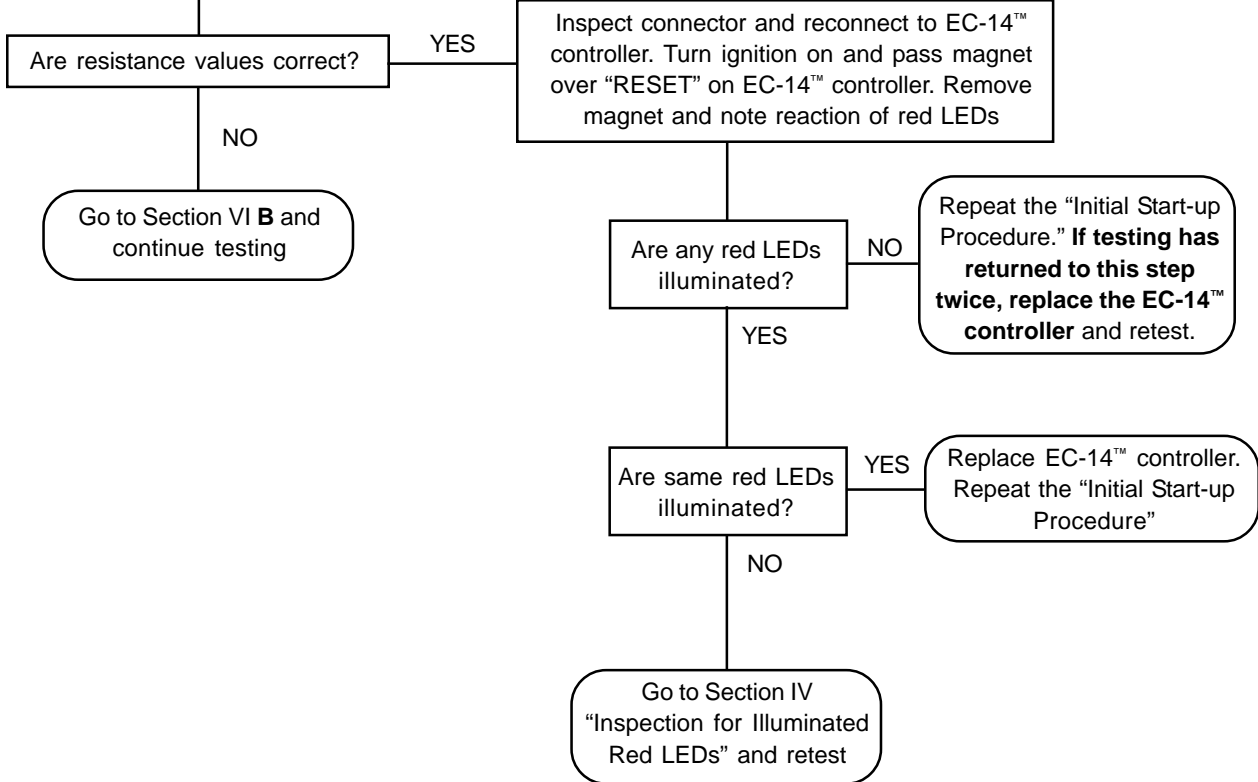 Are resistance values correct?
YES
Inspect connector and reconnect to EC-14™
controller. Turn ignition on and pass magnet
over “RESET” on EC-14™ controller. Remove
magnet and note reaction of red LEDs
NO
Go to Section VI B and
continue testing
Are any red LEDs
illuminated?
NO
Repeat the “Initial Start-up
Procedure.” If testing has
returned to this step
twice, replace the EC-14™
controller and retest.
YES
Are same red LEDs
illuminated?
YES
Replace EC-14™ controller.
Repeat the “Initial Start-up
Procedure”
NO
Go to Section IV
“Inspection for Illuminated
Red LEDs” and retest